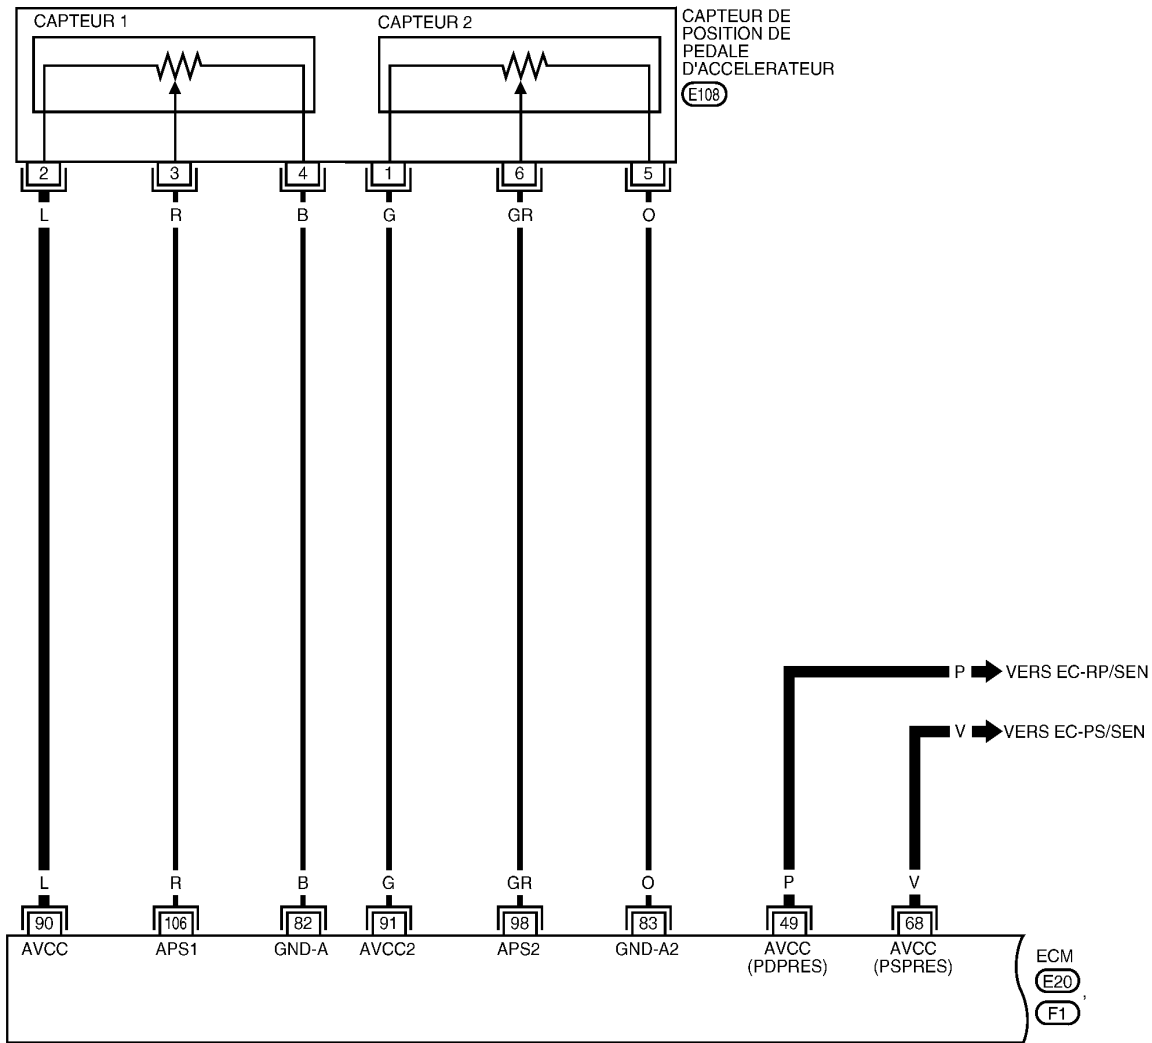 CAPTEUR 1
CAPTEUR 2
CAPTEUR DE
POSITION DE
PEDALE
D'ACCELERATEUR
E108
2 3 4 1 6 5
L R B G GR O
P VERS EC-RP/SEN
V VERS EC-PS/SEN
L R B G GR O P V
90 106 82 91 98 83 49 68
AVCC APS1 GND-A AVCC2 APS2 GND-A2 AVCC AVCC
(PDPRES) (PSPRES)
ECM
E20 ,
F1